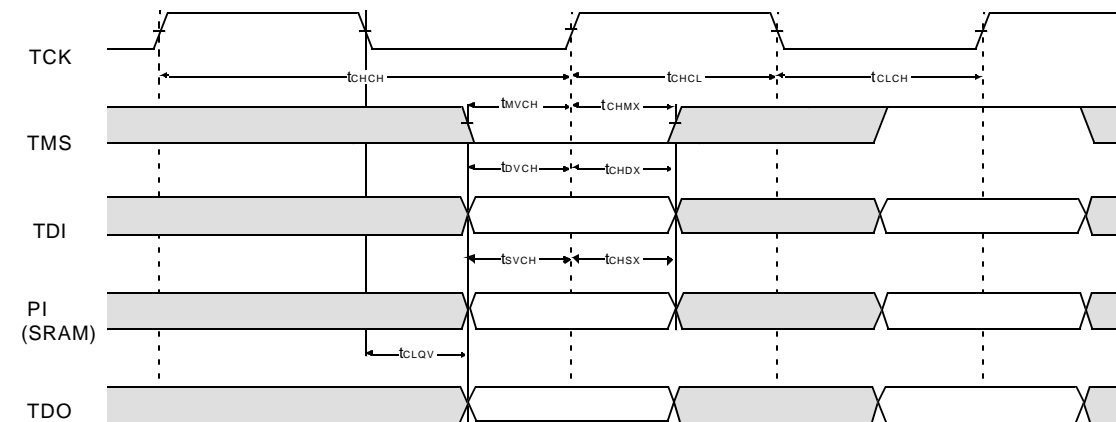 TCK
tCHCH tCHCL tCLCH
tMVCH tCHMX
TMS
tDVCH tCHDX
TDI
tSVCH tCHSX
PI
(SRAM)
tCLQV
TDO